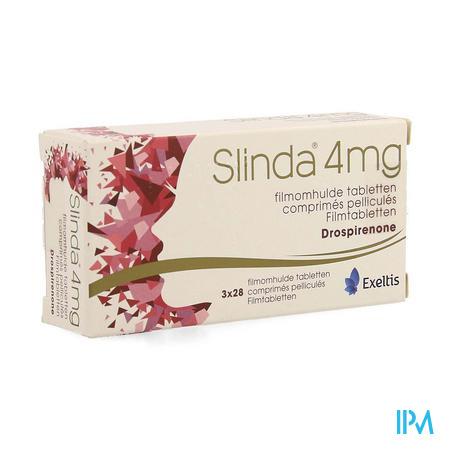 Slinda® 4mg
filmomhulde tabletten
comprimés pelliculés
Filmtabletten
Drospirenone
3x28
filmomhulde tabletten
comprimés pelliculés
Filmtabletten
Exeltis
Slinda 4mg
filmomhulde tabletten
comprimés pelliculés
Filmtabletten
Drospirenone
IPM